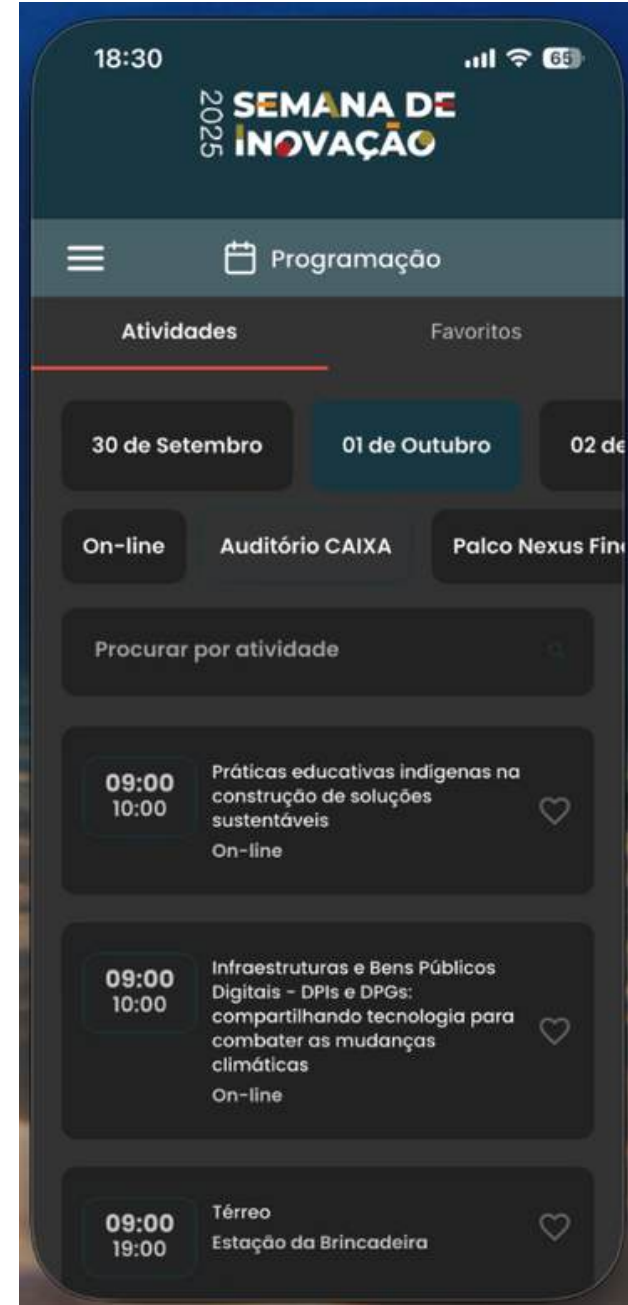 18:30
65
2025
SEMANA DE
INOVAÇÃO
Programação
Atividades
Favoritos
30 de Setembro
01 de Outubro
02 de
On-line
Auditório CAIXA
Palco Nexus
Procurar por atividade
09:00
10:00
Práticas educativas indígenas na
construção de soluções
sustentáveis
On-line
09:00
10:00
Infraestruturas e Bens Públicos
Digitais - DPIs e DPGs:
compartilhando tecnologia para
combater as mudanças
climáticas
On-line
09:00
19:00
Térreo
Estação da Brincadeira